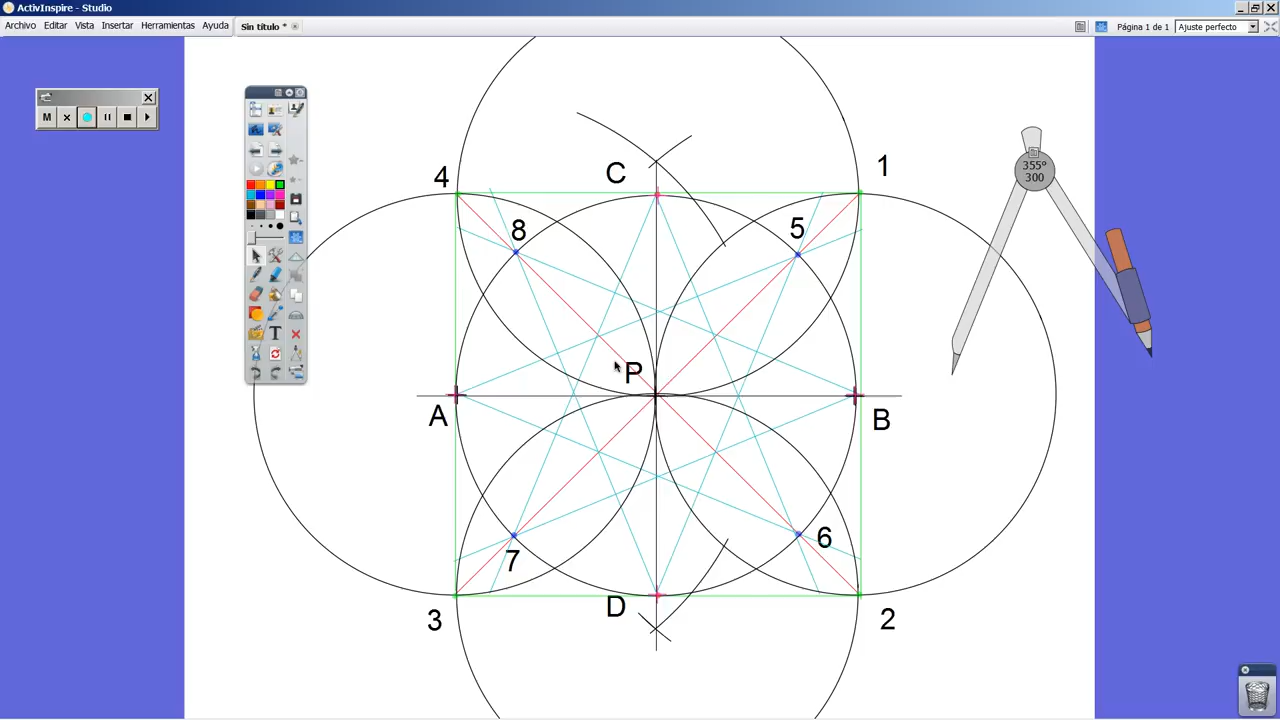 ActivInspire - Studio
Archivo Editar Vista Insertar Herramientas Ayuda Sin título *
Página 1 de 1 Ajuste perfecto
M
4 C 1
355°
300
8 5
P
A B
7 6
3 D 2
T